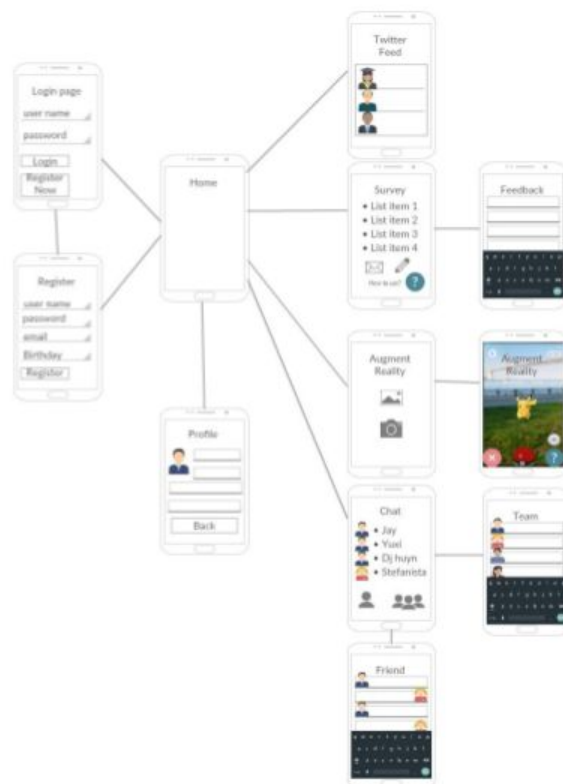 Login page
user name
password
Login
Register
Now
Register
user name
password
email
Birthday
Register
Home
Profile
Back
Twitter
Feed
Survey
• List item 1
• List item 2
• List item 3
• List item 4
How to use?
?
Feedback
Augment
Reality
Augment
Reality
?
Chat
• Jay
• Yuxi
• Dj huyn
• Stefanista
Team
Friend